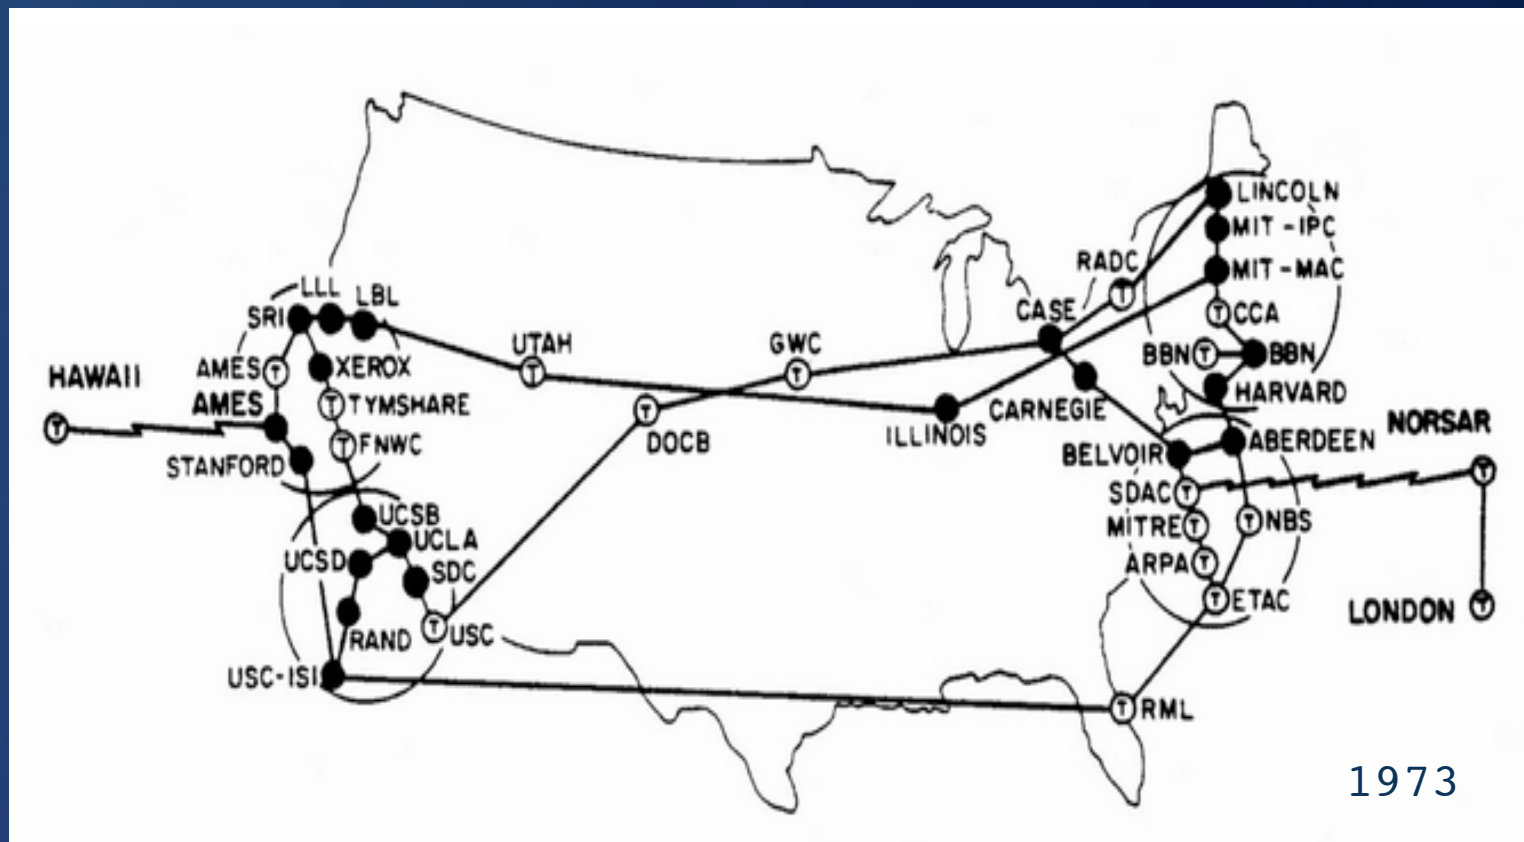 LINCOLN
MIT-IPC
MIT-MAC
RADC
LLL
LBL
CASE
SRI
T CCA
T
UTAH
GWC
BBN T
BBN
HAWAII
AMES T
XEROX
T
T
HARVARD
AMES
T TYMSHARE
T
CARNEGIE
NORSAR
T
FNWC
T
DOCB
ILLINOIS
ABERDEEN
STANFORD
BELVOIR
T
SDAC T
UCSB
MITRE T
T NBS
UCLA
UCSD
SDC
ARPA T
T ETAC
LONDON T
RAND
T USC
USC-ISI
T RML
1973